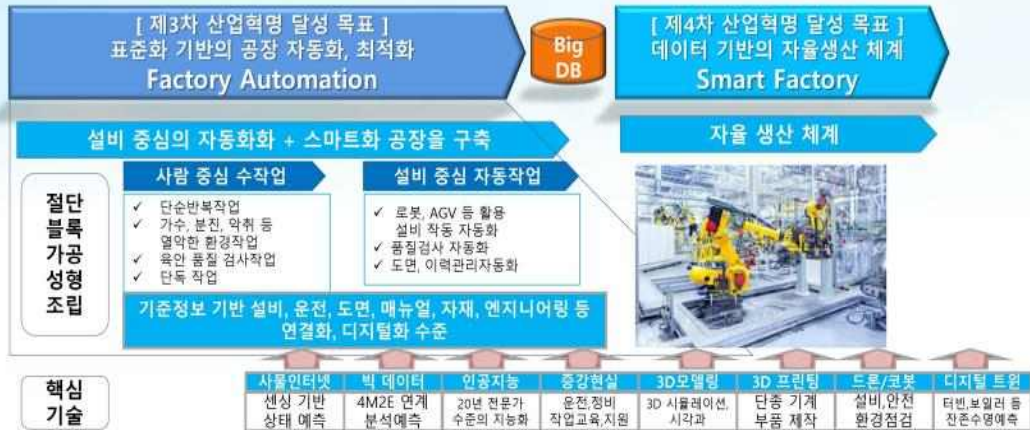 [ 제3차 산업혁명 달성 목표 ]
표준화 기반의 공장 자동화, 최적화
Factory Automation
Big
DB
[ 제4차 산업혁명 달성 목표 ]
데이터 기반의 자율생산 체계
Smart Factory
설비 중심의 자동화화 + 스마트화 공장을 구축
자율 생산 체계
절단
블록
가공
성형
조립
사람 중심 수작업
✓ 단순반복작업
✓ 가수, 분진, 악취 등
열악한 환경작업
✓ 육안 품질 검사작업
✓ 단독 작업
설비 중심 자동작업
✓ 로봇, AGV 등 활용
설비 작동 자동화
✓ 품질검사 자동화
✓ 도면, 이력관리자동화
기준정보 기반 설비, 운전, 도면, 매뉴얼, 자재, 엔지니어링 등
연결화, 디지털화 수준
핵심
기술
사물인터넷
센싱 기반
상태 예측
빅 데이터
4M2E 연계
분석예측
인공지능
20년 전문가
수준의 지능화
증강현실
운전,정비
작업교육,지원
3D모델링
3D 시뮬레이션,
시각과
3D 프린팅
단종 기계
부품 제작
드론/코봇
설비,안전
환경점검
디지털 트윈
터빈,보일러 등
잔존수명예측